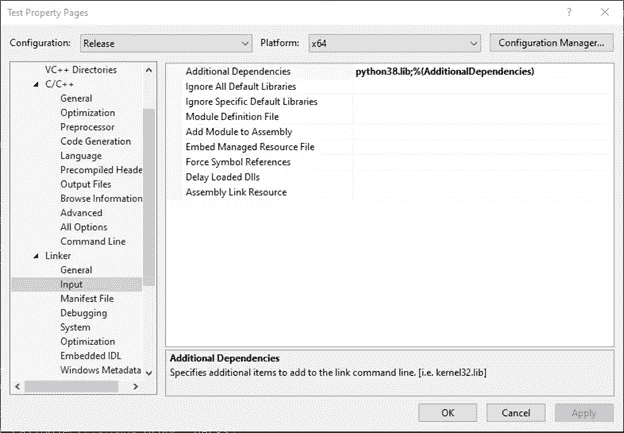 Test Property Pages
Configuration: Release Platform: x64 Configuration Manager...
VC++ Directories
C/C++
General
Optimization
Preprocessor
Code Generation
Language
Precompiled Heade
Output Files
Browse Information
Advanced
All Options
Command Line
Linker
General
Input
Manifest File
Debugging
System
Optimization
Embedded IDL
Windows Metadata
Additional Dependencies python38.lib;%(AdditionalDependencies)
Ignore All Default Libraries
Ignore Specific Default Libraries
Module Definition File
Add Module to Assembly
Embed Managed Resource File
Force Symbol References
Delay Loaded Dlls
Assembly Link Resource
Additional Dependencies
Specifies additional items to add to the link command line. [i.e. kernel32.lib]
OK Cancel Apply